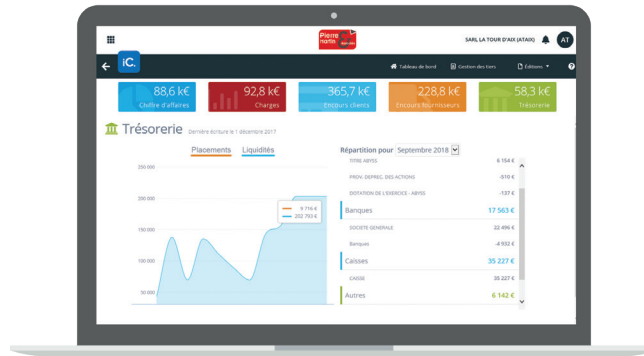 Pierre
martin
SARL LA TOUR D'AIX (ATAIX)
AT
iC.
Tableau de bord
Gestion des tiers
Éditions
?
88,6 k€
Chiffre d'affaires
92,8 k€
Charges
365,7 k€
Encours clients
228,8 k€
Encours fournisseurs
58,3 k€
Trésorerie
Trésorerie
Dernière écriture le 1 décembre 2017
Placements
Liquidités
250 000
200 000
150 000
100 000
50 000
9 716 €
202 793 €
Répartition pour Septembre 2018
TITRE ABYSS 6 154 €
PROV. DEPREC. DES ACTIONS -510 €
DOTATION DE L'EXERCICE - ABYSS -137 €
Banques 17 563 €
SOCIETE GENERALE 22 496 €
Banques -4 932 €
Caisses 35 227 €
CAISSE 35 227 €
Autres 6 142 €